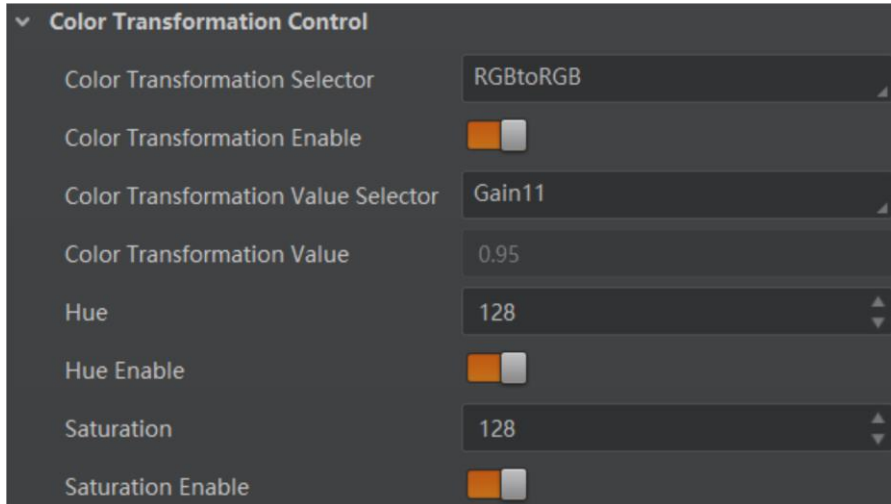 Color Transformation Control
Color Transformation Selector RGBtoRGB
Color Transformation Enable
Color Transformation Value Selector Gain11
Color Transformation Value 0.95
Hue 128
Hue Enable
Saturation 128
Saturation Enable